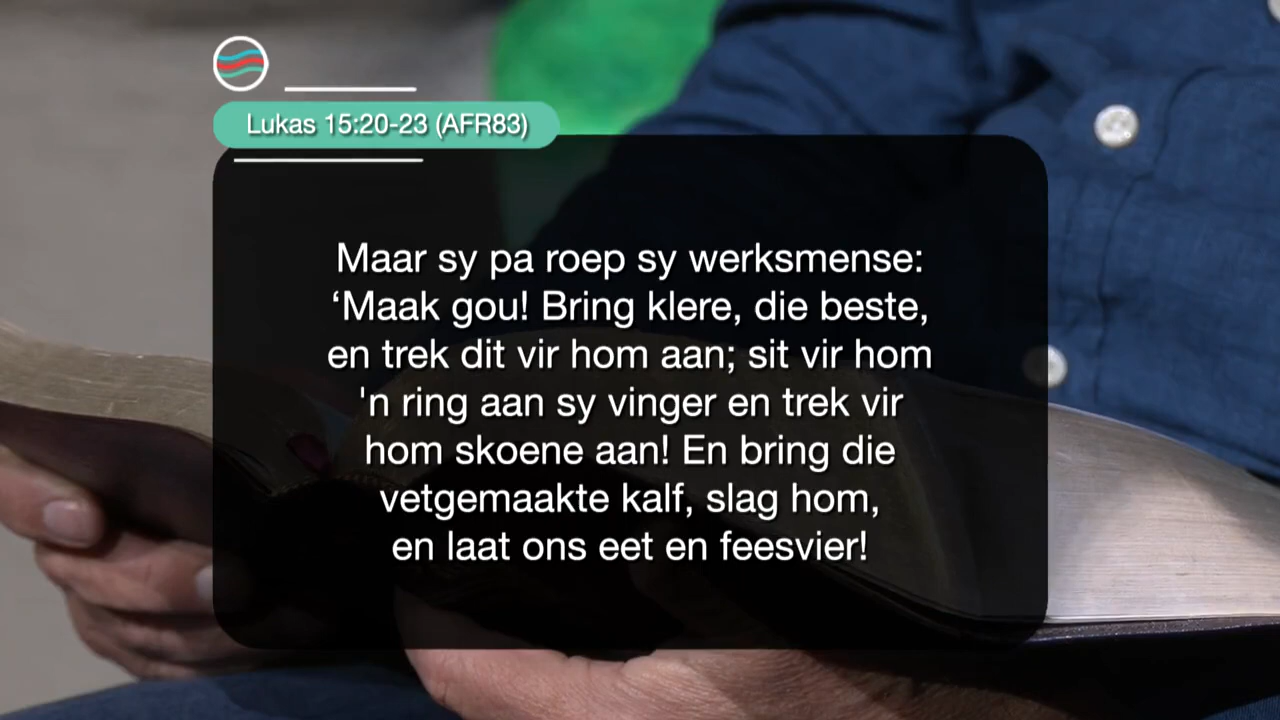 Lukas 15:20-23 (AFR83)
Maar sy pa roep sy werksmense:
‘Maak gou! Bring klere, die beste,
en trek dit vir hom aan; sit vir hom
'n ring aan sy vinger en trek vir
hom skoene aan! En bring die
vetgemaakte kalf, slag hom,
en laat ons eet en feesvier!